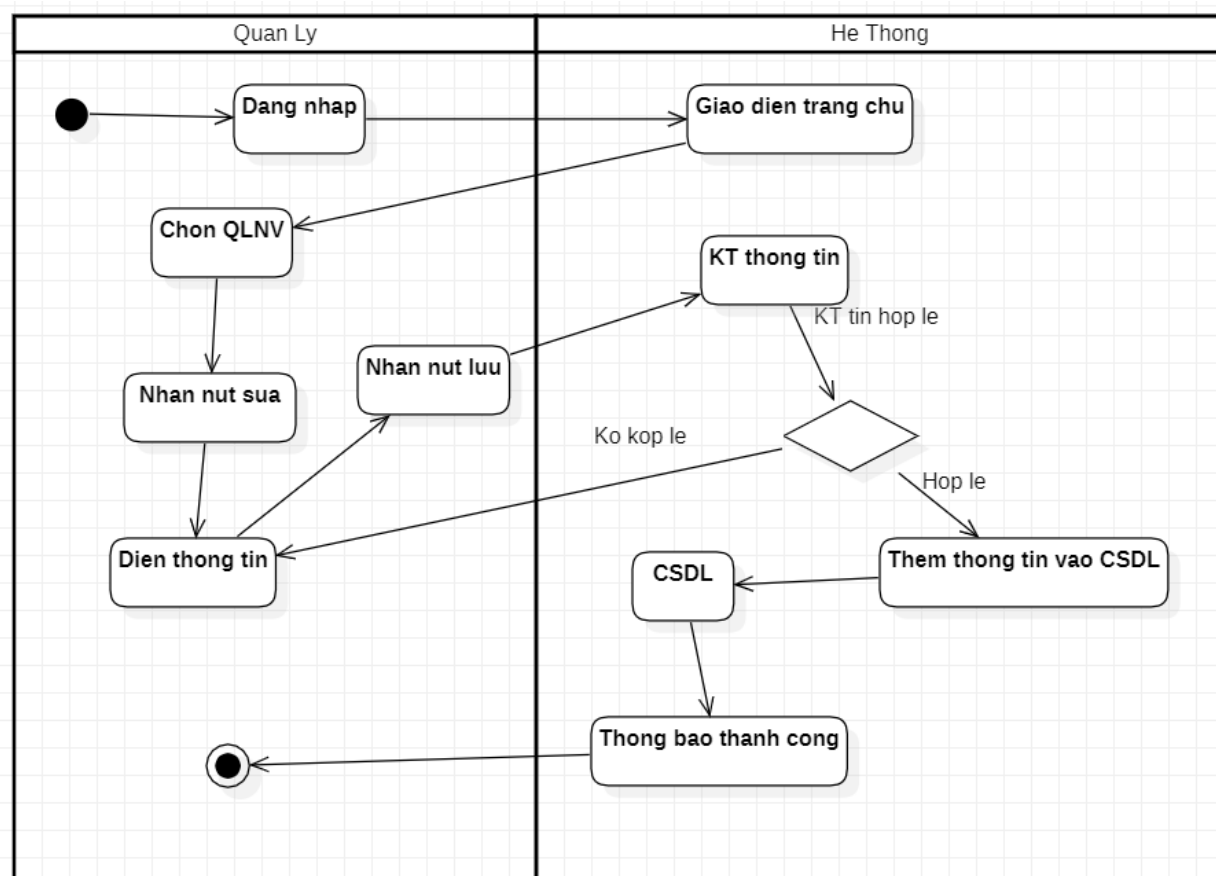 Quan Ly
He Thong
Dang nhap
Giao dien trang chu
Chon QLNV
KT thong tin
KT tin hop le
Nhan nut luu
Nhan nut sua
Ko kop le
Hop le
Dien thong tin
CSDL
Them thong tin vao CSDL
Thong bao thanh cong